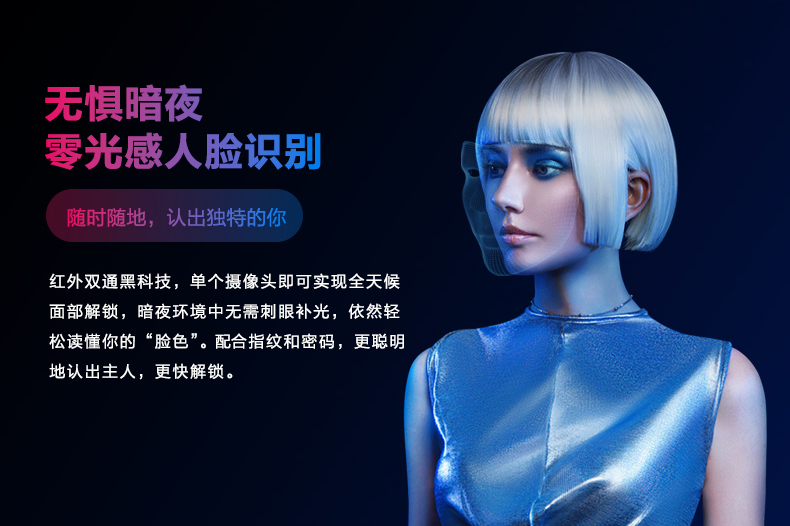 无惧暗夜
零光感人脸识别
随时随地，认出独特的你
红外双通黑科技，单个摄像头即可实现全天候
面部解锁，暗夜环境中无需刺眼补光，依然轻
松读懂你的“脸色”。配合指纹和密码，更聪明
地认出主人，更快解锁。